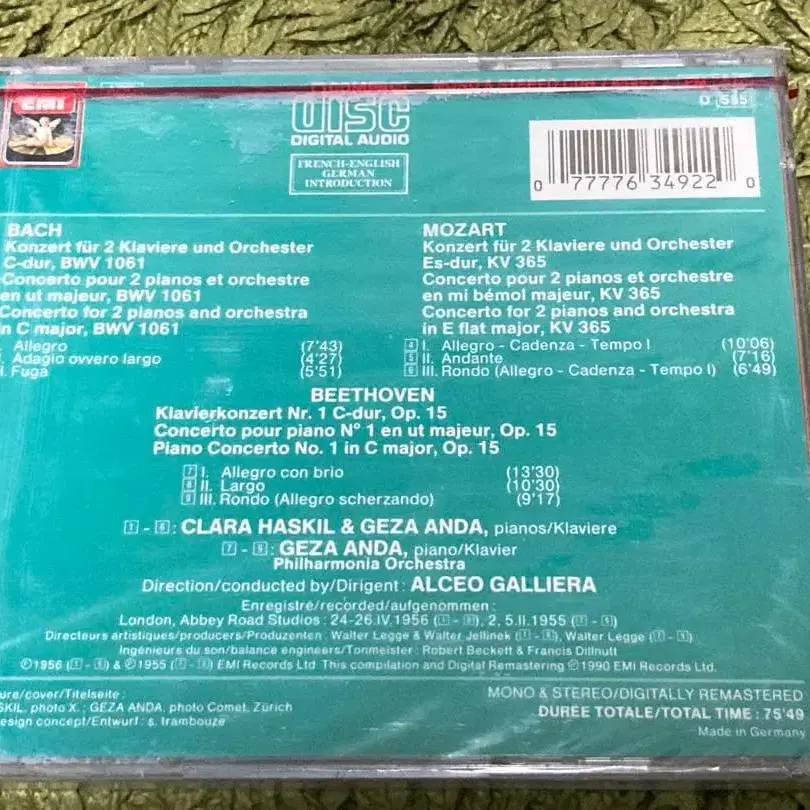 EMI
DISC
DIGITAL AUDIO
FRENCH-ENGLISH
GERMAN
INTRODUCTION
D 565
0 77776 34922 0
BACH
Konzert für 2 Klaviere und Orchester
C-dur, BWV 1061
Concerto pour 2 pianos et orchestre
en ut majeur, BWV 1061
Concerto for 2 pianos and orchestra
in C major, BWV 1061
I. Allegro (7'43)
II. Adagio ovvero largo (4'27)
III. Fuga (5'51)
MOZART
Konzert für 2 Klaviere und Orchester
Es-dur, KV 365
Concerto pour 2 pianos et orchestre
en mi bémol majeur, KV 365
Concerto for 2 pianos and orchestra
in E flat major, KV 365
4 I. Allegro - Cadenza - Tempo I (10'06)
5 II. Andante (7'16)
6 III. Rondo (Allegro - Cadenza - Tempo I) (6'49)
BEETHOVEN
Klavierkonzert Nr. 1 C-dur, Op. 15
Concerto pour piano N° 1 en ut majeur, Op. 15
Piano Concerto No. 1 in C major, Op. 15
7 I. Allegro con brio (13'30)
8 II. Largo (10'30)
9 III. Rondo (Allegro scherzando) (9'17)
1 - 6 : CLARA HASKIL & GEZA ANDA, pianos/Klaviere
7 - 9 : GEZA ANDA, piano/Klavier
Philharmonia Orchestra
Direction/conducted by/Dirigent : ALCEO GALLIERA
Enregistré/recorded/aufgenommen :
London, Abbey Road Studios : 24-26.IV.1956 (1 - 6), 2, 5.II.1955 (7 - 9)
Directeurs artistiques/producers/Produzenten : Walter Legge & Walter Jellinek (1 - 6), Walter Legge (7 - 9)
Ingénieurs du son/balance engineers/Tonmeister : Robert Beckett & Francis Dillnutt
℗1956 (1 - 6) & ℗1955 (7 - 9) EMI Records Ltd. This compilation and Digital Remastering ℗1990 EMI Records Ltd.
ure/cover/Titelseite :
SKIL, photo X. ; GEZA ANDA, photo Comet, Zürich
esign concept/Entwurf : s. trambouze
MONO & STEREO/DIGITALLY REMASTERED
DUREE TOTALE/TOTAL TIME : 75'49
Made in Germany